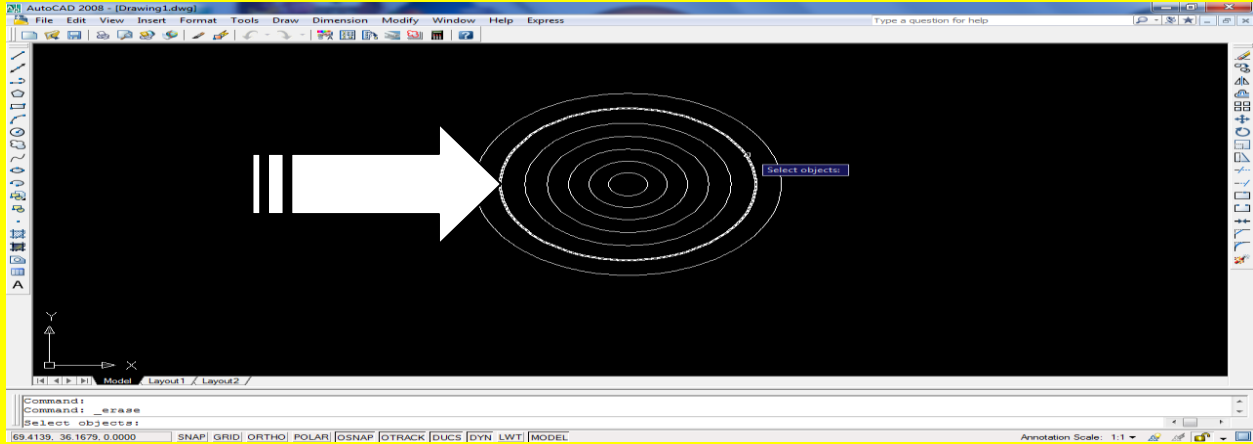 AutoCAD 2008 - [Drawing1.dwg]
File Edit View Insert Format Tools Draw Dimension Modify Window Help Express Type a question for help
A
Select objects:
Y
X
Model Layout1 Layout2
Command:
Command: _erase
Select objects:
69.4139, 36.1679, 0.0000 SNAP GRID ORTHO POLAR OSNAP OTRACK DUCS DYN LWT MODEL Annotation Scale: 1:1